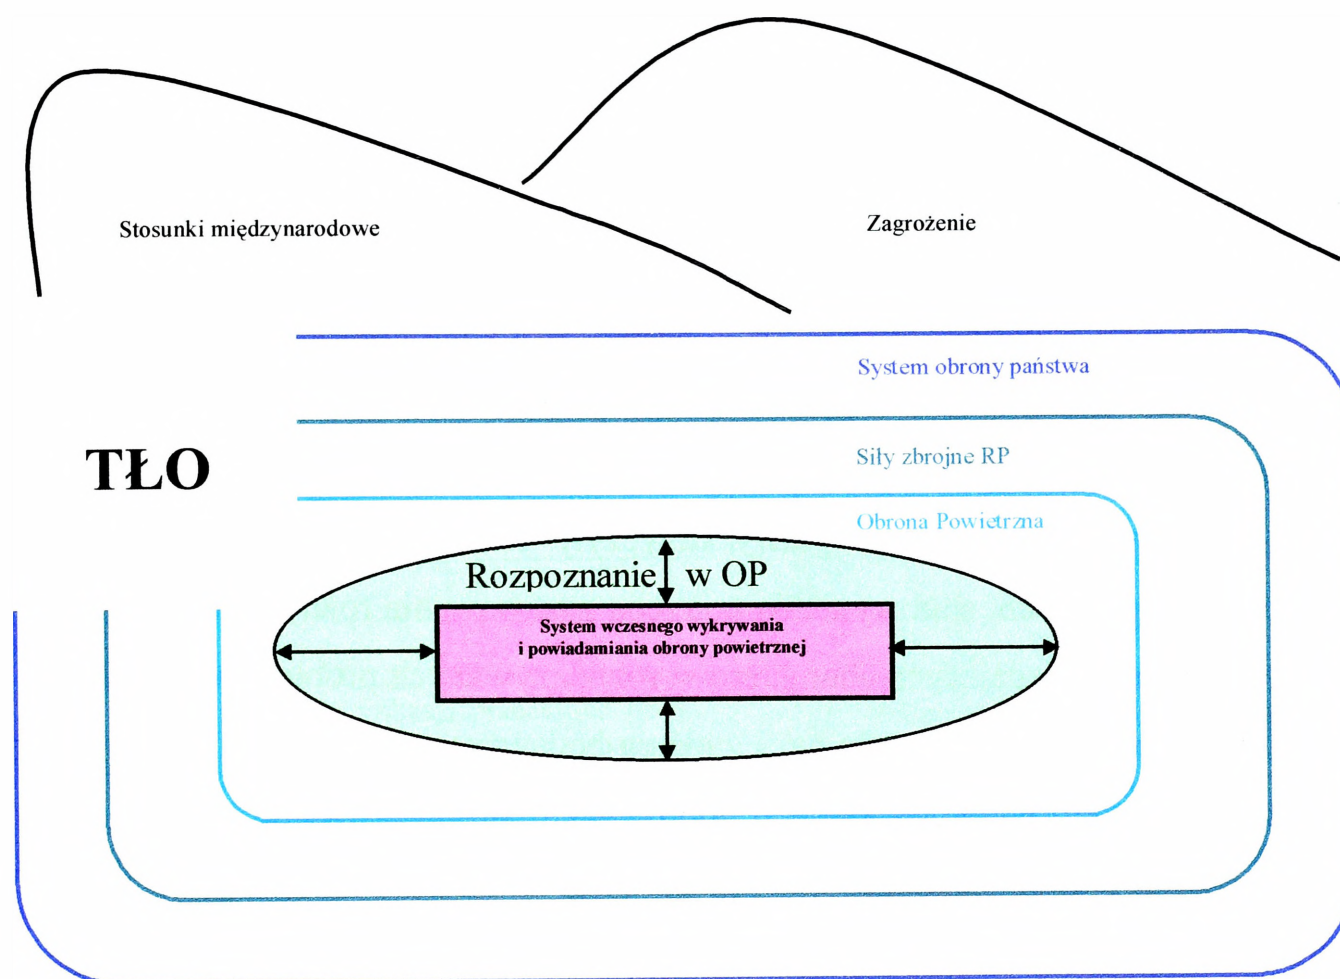 Stosunki międzynarodowe
Zagrożenie
System obrony państwa
TŁO
Siły zbrojne RP
Obrona Powietrzna
Rozpoznanie w OP
System wczesnego wykrywania
i powiadamiania obrony powietrznej